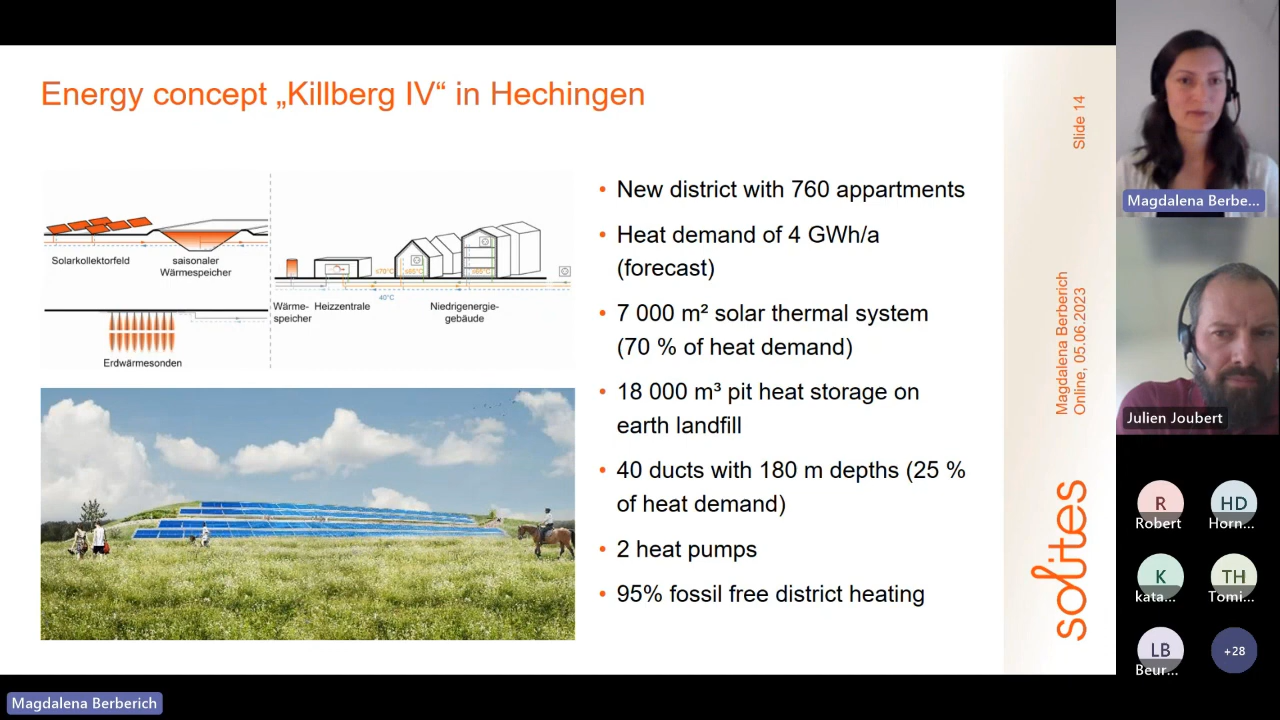 Energy concept „Killberg IV“ in Hechingen
Solarkollektorfeld
saisonaler
Wärmespeicher
Erdwärmesonden
Wärme-
speicher
Heizzentrale
40°C
Niedrigenergie-
gebäude
• New district with 760 appartments
• Heat demand of 4 GWh/a
(forecast)
• 7 000 m² solar thermal system
(70 % of heat demand)
• 18 000 m³ pit heat storage on
earth landfill
• 40 ducts with 180 m depths (25 %
of heat demand)
• 2 heat pumps
• 95% fossil free district heating
Slide 14
Magdalena Berberich
Online, 05.06.2023
solites
Magdalena Berbe...
Julien Joubert
R
Robert
HD
Horn...
K
kata...
TH
Tomi...
LB
Beur...
+28
Magdalena Berberich